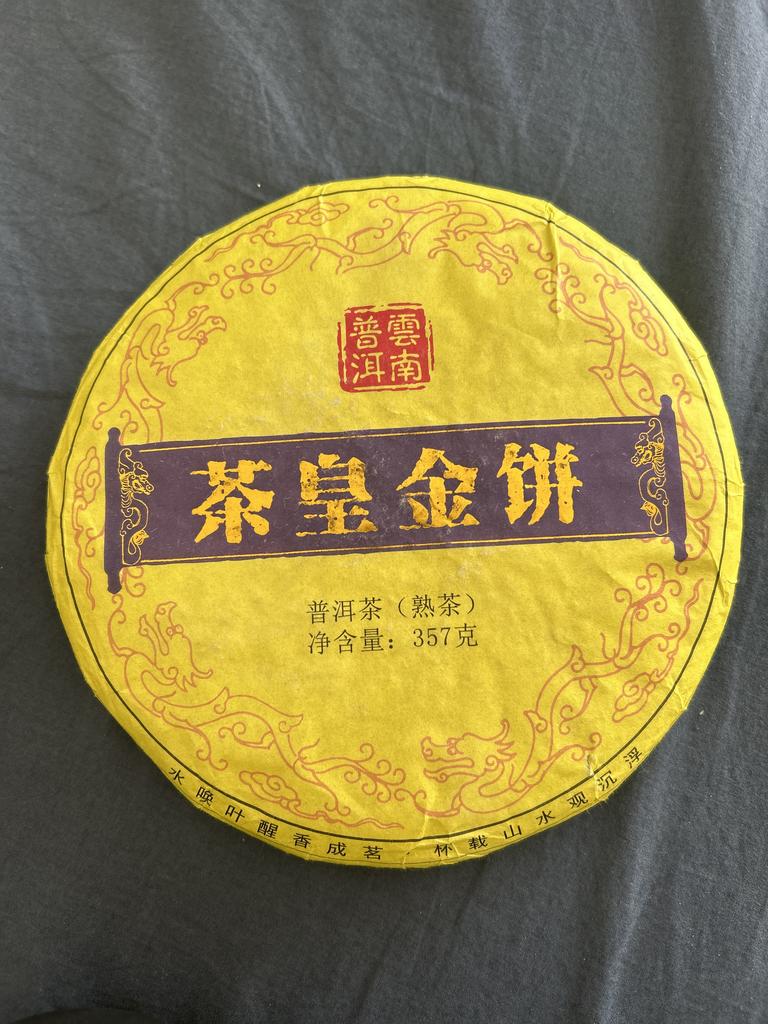 雲南
普洱
茶皇金饼
普洱茶（熟茶）
净含量：357克
水唤叶醒香成茗·杯载山水观沉浮